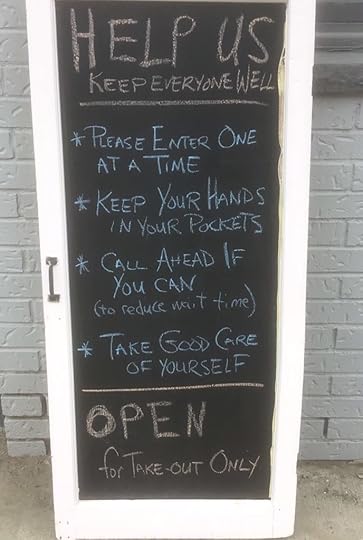 HELP US
KEEP EVERYONE WELL
* PLEASE ENTER ONE
AT A TIME
* KEEP YOUR HANDS
IN YOUR POCKETS
* CALL AHEAD IF
YOU CAN
(to reduce wait time)
* TAKE GOOD CARE
OF YOURSELF
OPEN
for TAKE-OUT ONLY